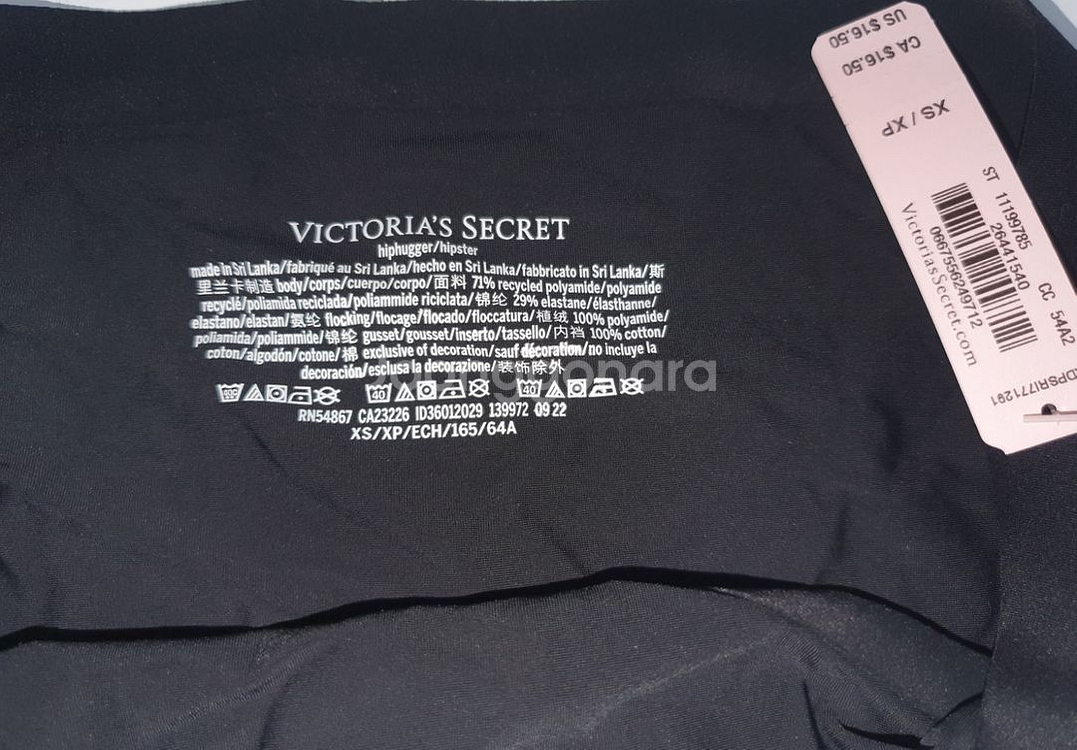 VICTORIA'S SECRET
hiphugger/hipster
made in Sri Lanka/fabriqué au Sri Lanka/hecho en Sri Lanka/fabbricato in Sri Lanka/斯
里兰卡制造 body/corps/cuerpo/corpo/面料 71% recycled polyamide/polyamide
recyclé/poliamida reciclada/poliammide riciclata/锦纶 29% elastane/élasthanne/
elastano/elastan/氨纶 flocking/flocage/flocado/floccatura/植绒 100% polyamide/
poliamida/poliammide/锦纶 gusset/gousset/inserto/tassello/内裆 100% cotton/
coton/algodón/cotone/棉 exclusive of decoration/sauf décoration/no incluye la
decoración/esclusa la decorazione/装饰除外
40 40
RN54867 CA23226 ID36012029 139972 09 22
XS/XP/ECH/165/64A
US $16.50
CA $16.50
XS / XP
ST 11199785 CC 54A2
26441540
0667556249712
VictoriasSecret.com
DPSRI771291